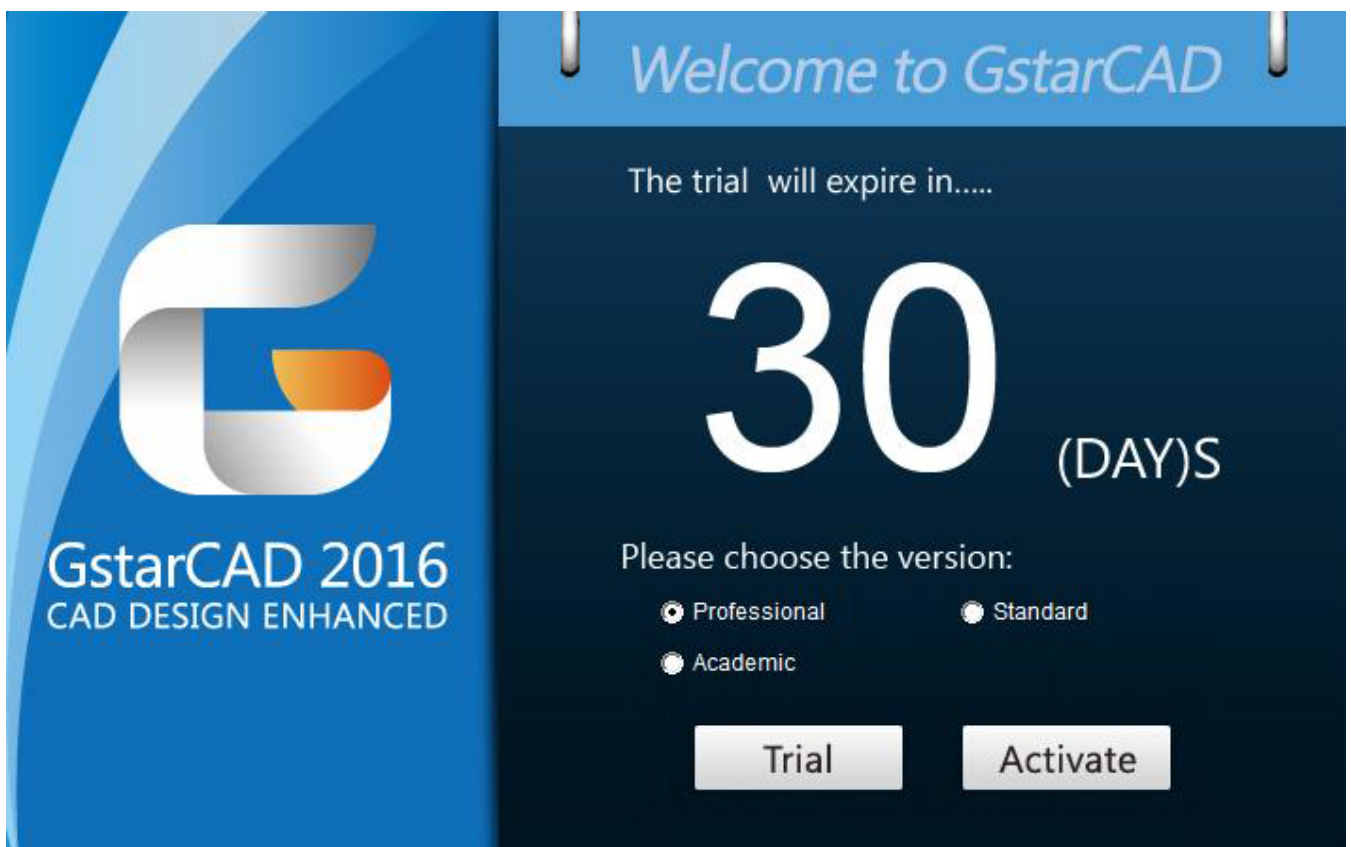 Welcome to GstarCAD
The trial will expire in.....
30
(DAY)S
GstarCAD 2016
CAD DESIGN ENHANCED
Please choose the version:
Professional
Standard
Academic
Trial
Activate